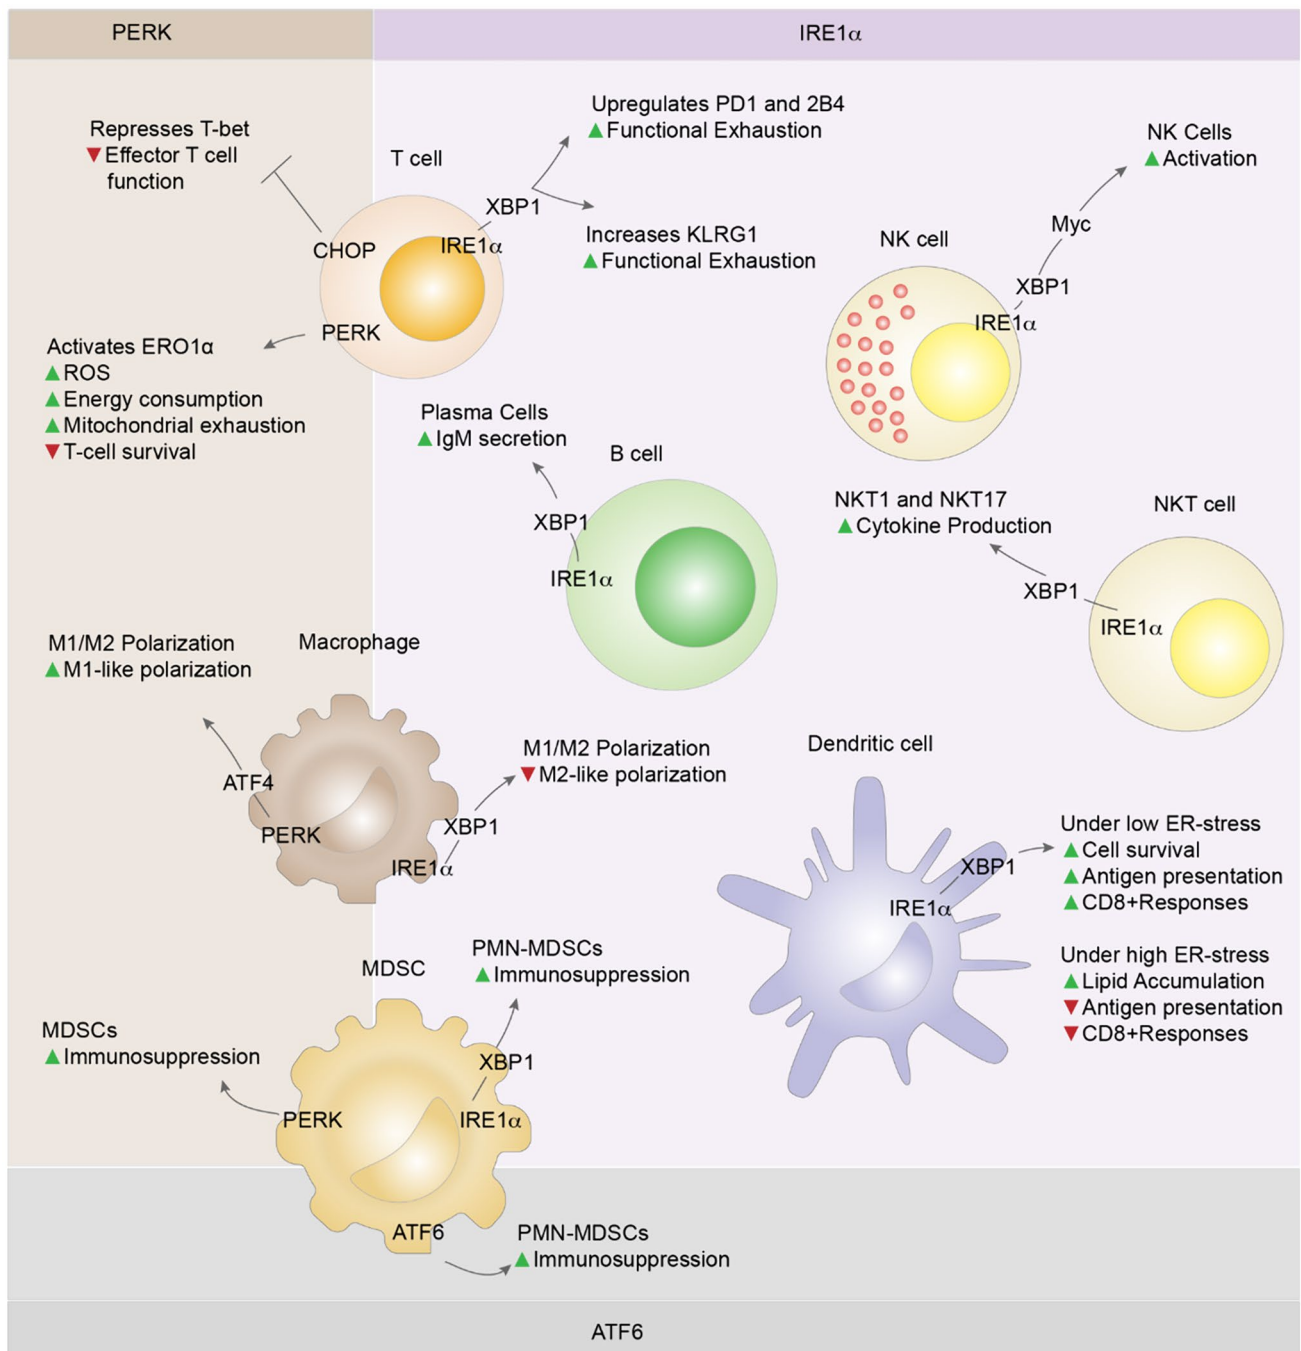 PERK
IRE1α
Represses T-bet
Effector T cell
function
T cell
CHOP
PERK
IRE1α
XBP1
Upregulates PD1 and 2B4
Functional Exhaustion
Increases KLRG1
Functional Exhaustion
Activates ERO1α
ROS
Energy consumption
Mitochondrial exhaustion
T-cell survival
NK Cells
Activation
Myc
XBP1
IRE1α
NK cell
Plasma Cells
IgM secretion
B cell
XBP1
IRE1α
NKT1 and NKT17
Cytokine Production
NKT cell
XBP1
IRE1α
M1/M2 Polarization
M1-like polarization
Macrophage
ATF4
PERK
XBP1
IRE1α
M1/M2 Polarization
M2-like polarization
Dendritic cell
XBP1
IRE1α
Under low ER-stress
Cell survival
Antigen presentation
CD8+Responses
Under high ER-stress
Lipid Accumulation
Antigen presentation
CD8+Responses
MDSC
PMN-MDSCs
Immunosuppression
MDSCs
Immunosuppression
PERK
XBP1
IRE1α
ATF6
PMN-MDSCs
Immunosuppression
ATF6